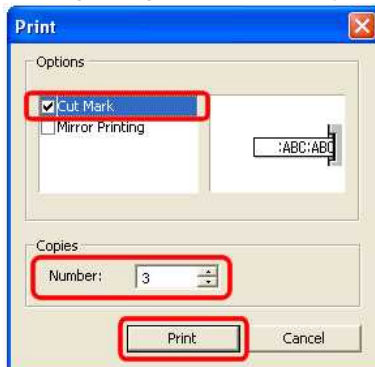 Print
Options
Cut Mark
Mirror Printing
:ABC:ABC
Copies
Number: 3
Print Cancel